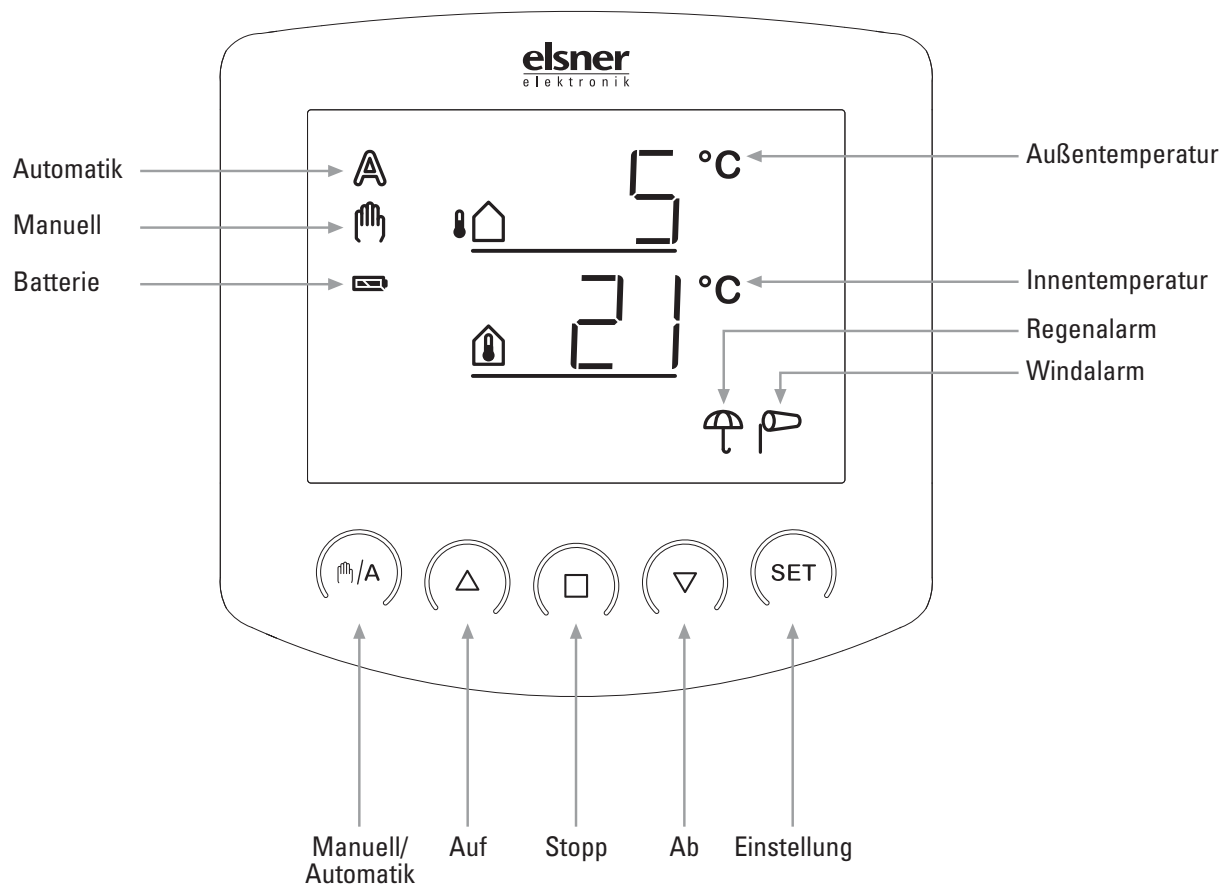 elsner
elektronik
Automatik
A
5 °C
Außentemperatur
Manuell
Batterie
21 °C
Innentemperatur
Regenalarm
Windalarm
/A
SET
Manuell/
Automatik
Auf
Stopp
Ab
Einstellung